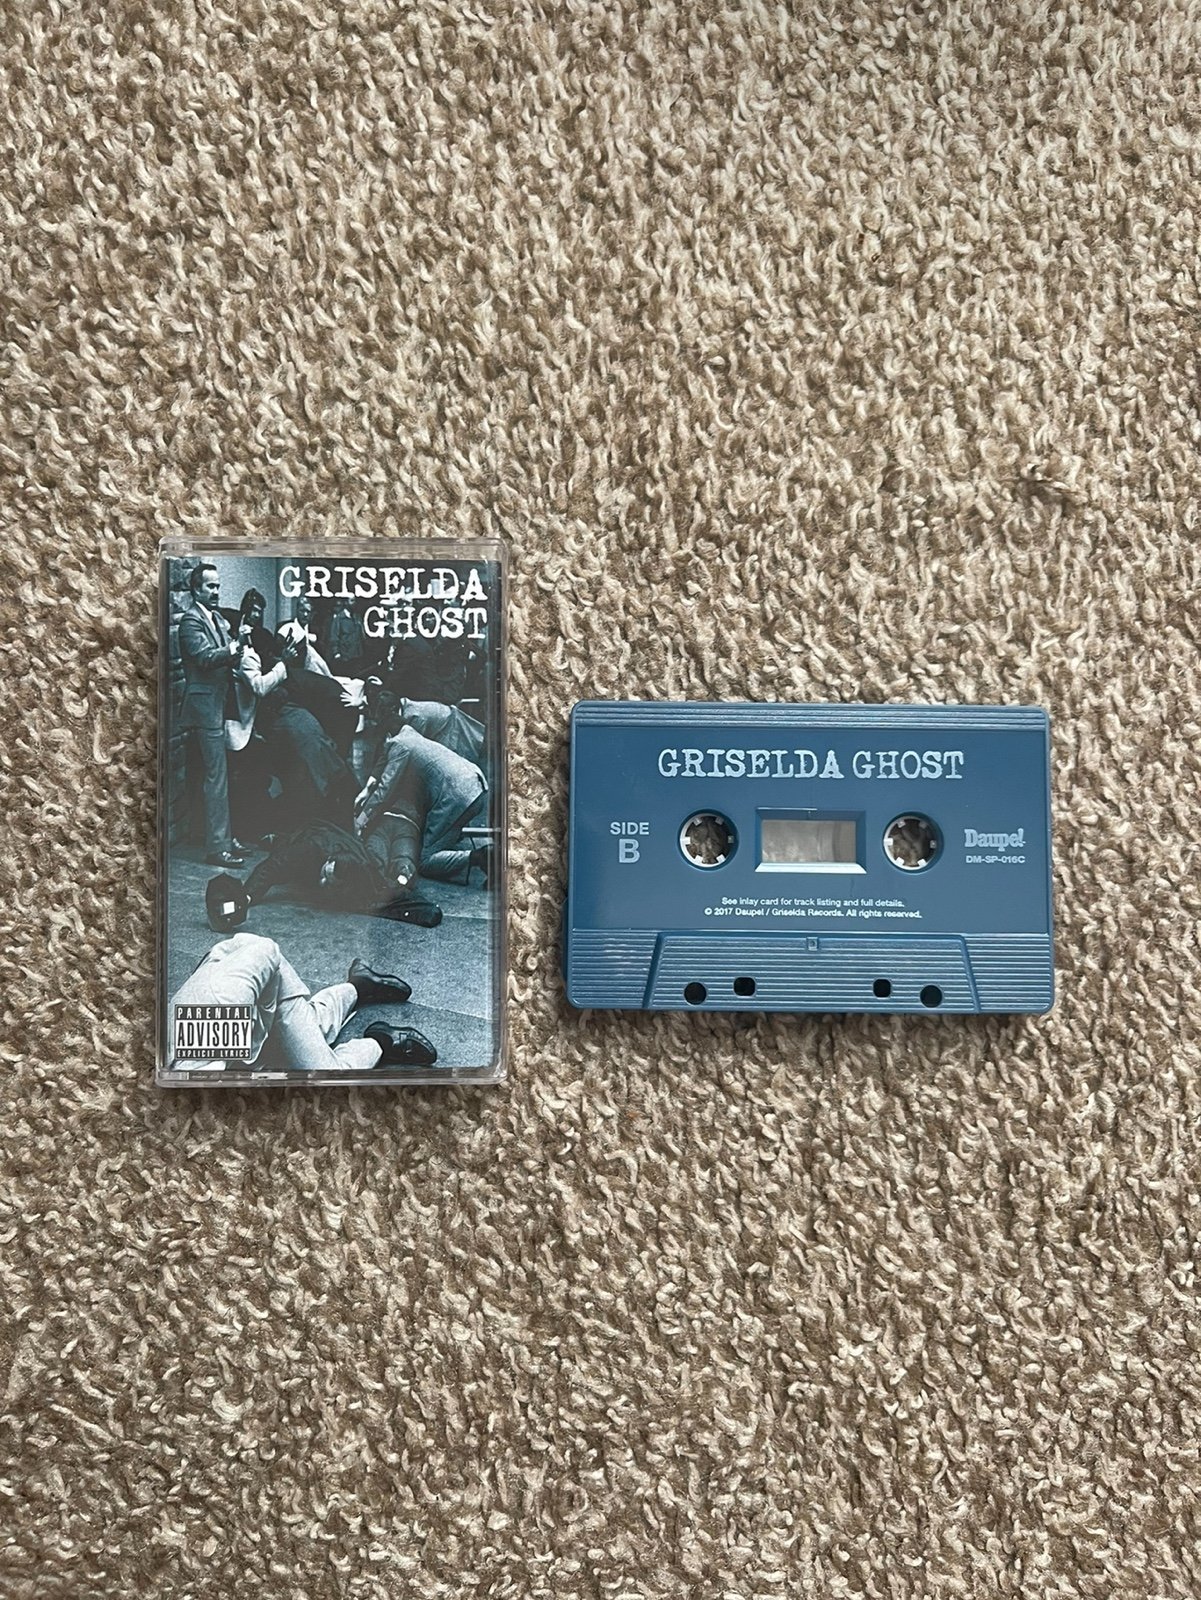 GRISELDA
GHOST
PARENTAL
ADVISORY
EXPLICIT LYRICS
GRISELDA GHOST
SIDE
B
Daupe!
DM-SP-016C
See inlay card for track listing and full details.
© 2017 Daupe! / Griselda Records. All rights reserved.